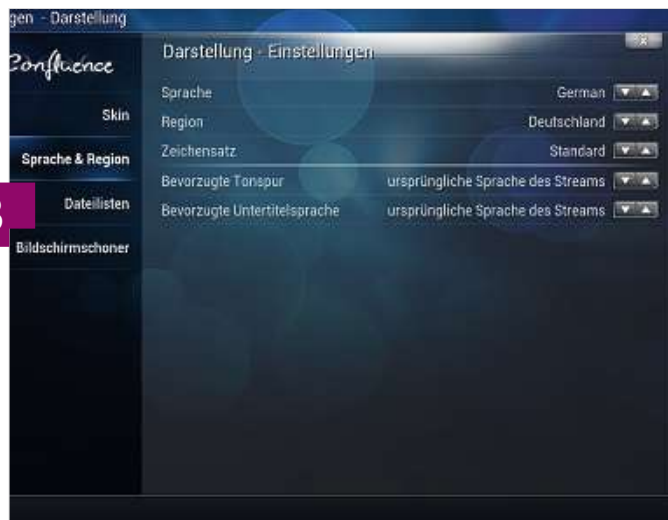 gen - Darstellung
Confluence
Skin
Sprache & Region
Dateilisten
Bildschirmschoner
Darstellung - Einstellungen
Sprache German
Region Deutschland
Zeichensatz Standard
Bevorzugte Tonspur ursprüngliche Sprache des Streams
Bevorzugte Untertitelsprache ursprüngliche Sprache des Streams